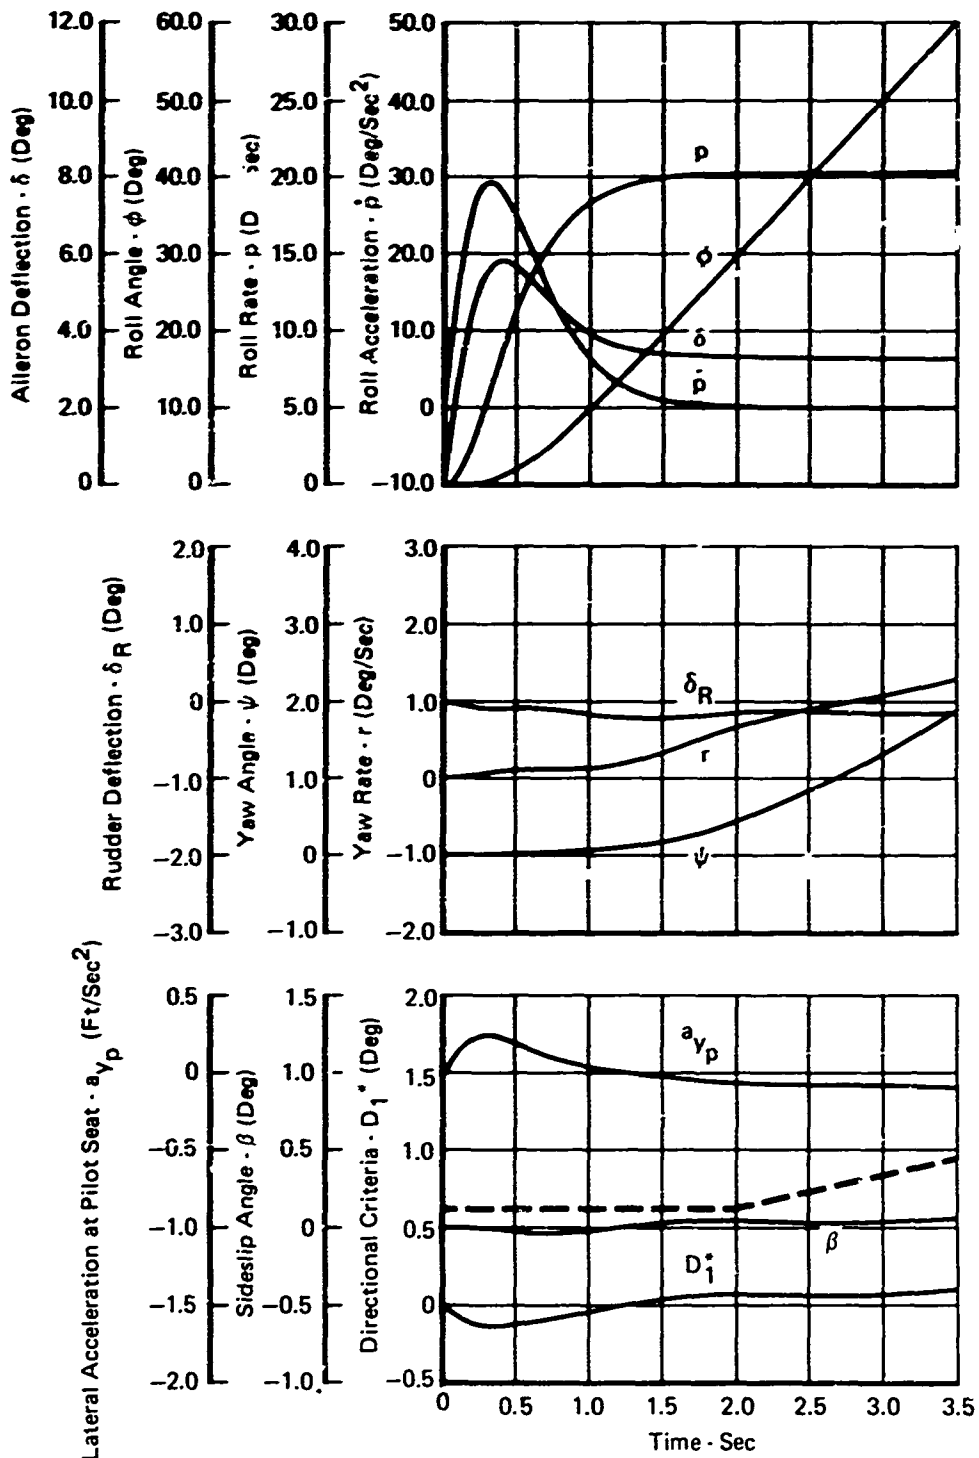 Aileron Deflection · δ (Deg)
12.0
10.0
8.0
6.0
4.0
2.0
0
Roll Angle · ϕ (Deg)
60.0
50.0
40.0
30.0
20.0
10.0
0
Roll Rate · p (D sec)
30.0
25.0
20.0
15.0
10.0
5.0
0
Roll Acceleration · ṗ (Deg/Sec²)
50.0
40.0
30.0
20.0
10.0
0
−10.0
p
ϕ
δ
ṗ
Rudder Deflection · δR (Deg)
2.0
1.0
0
−1.0
−2.0
−3.0
Yaw Angle · ψ (Deg)
Yaw Rate · r (Deg/Sec)
4.0
3.0
2.0
1.0
0
−1.0
3.0
2.0
1.0
0
−1.0
−2.0
δR
r
ψ
Lateral Acceleration at Pilot Seat · ayp (Ft/Sec²)
0.5
0
−0.5
−1.0
−1.5
−2.0
Sideslip Angle · β (Deg)
1.5
1.0
0.5
0
−0.5
−1.0
Directional Criteria · D1* (Deg)
2.0
1.5
1.0
0.5
0
−0.5
ayp
β
D1*
0 0.5 1.0 1.5 2.0 2.5 3.0 3.5
Time · Sec